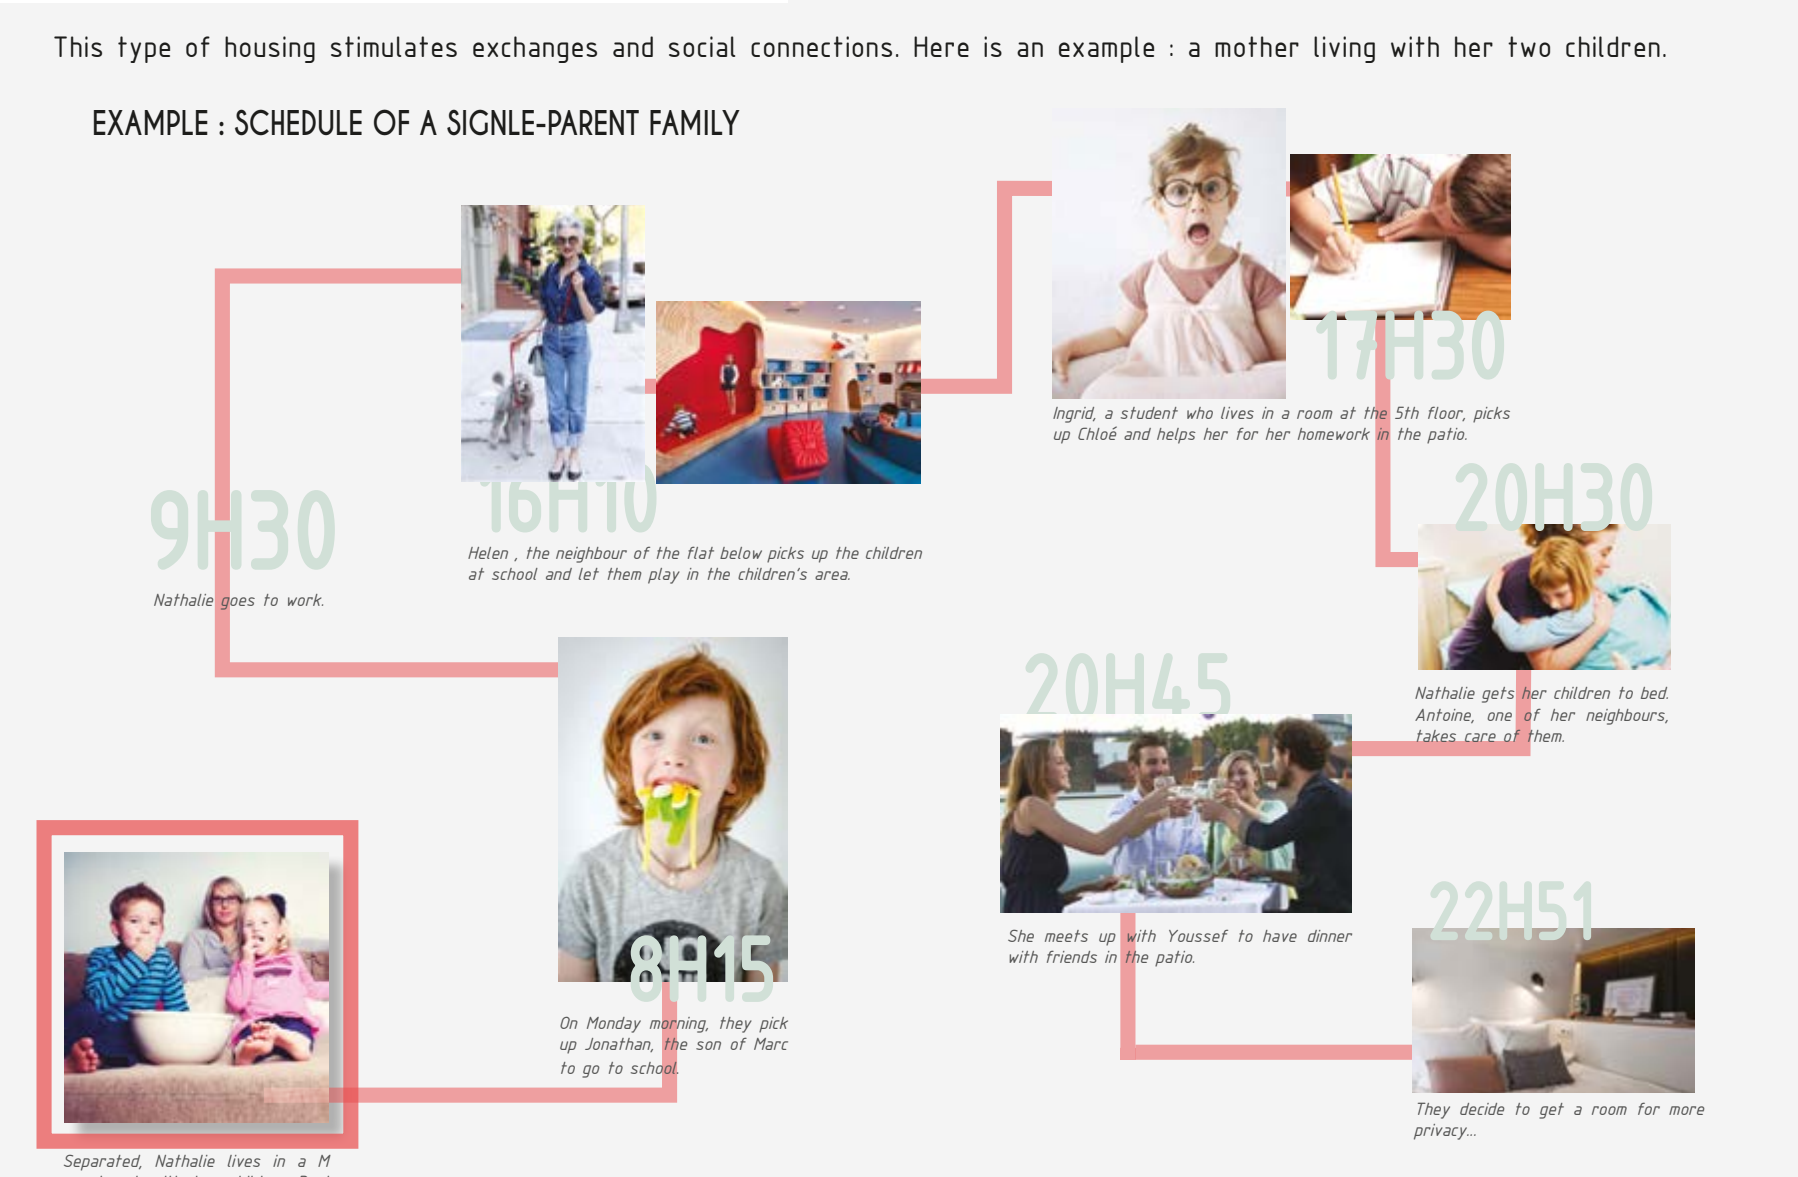 This type of housing stimulates exchanges and social connections. Here is an example : a mother living with her two children.
EXAMPLE : SCHEDULE OF A SIGNLE-PARENT FAMILY
Separated, Nathalie lives in a M
8H15
On Monday morning, they pick
up Jonathan, the son of Marc
to go to school.
9H30
Nathalie goes to work.
16H10
Helen , the neighbour of the flat below picks up the children
at school and let them play in the children's area.
17H30
Ingrid, a student who lives in a room at the 5th floor, picks
up Chloé and helps her for her homework in the patio.
20H30
Nathalie gets her children to bed.
Antoine, one of her neighbours,
takes care of them.
20H45
She meets up with Youssef to have dinner
with friends in the patio.
22H51
They decide to get a room for more
privacy...